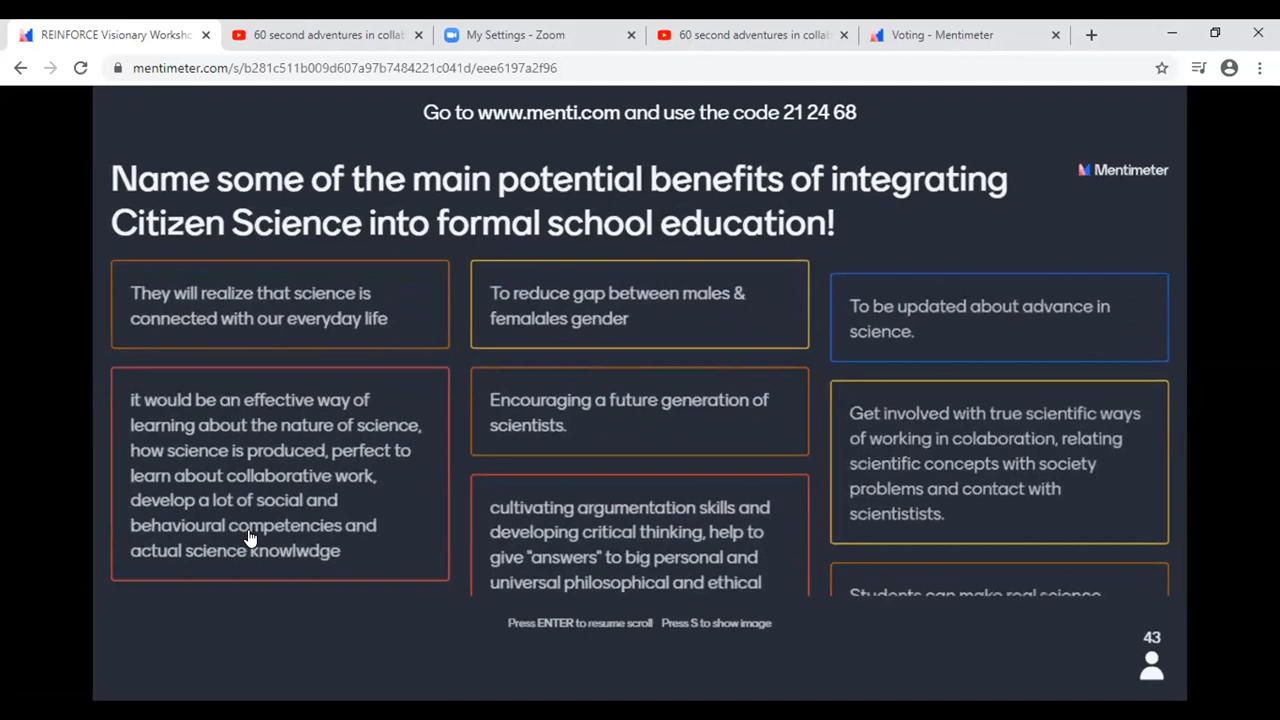 REINFORCE Visionary Worksho
60 second adventures in collab
My Settings - Zoom
60 second adventures in collab
Voting - Mentimeter
mentimeter.com/s/b281c511b009d607a97b7484221c041d/eee6197a2f96
Go to www.menti.com and use the code 21 24 68
Name some of the main potential benefits of integrating
Citizen Science into formal school education!
Mentimeter
They will realize that science is
connected with our everyday life
it would be an effective way of
learning about the nature of science,
how science is produced, perfect to
learn about collaborative work,
develop a lot of social and
behavioural competencies and
actual science knowlwdge
To reduce gap between males &
femalales gender
Encouraging a future generation of
scientists.
cultivating argumentation skills and
developing critical thinking, help to
give "answers" to big personal and
universal philosophical and ethical
To be updated about advance in
science.
Get involved with true scientific ways
of working in colaboration, relating
scientific concepts with society
problems and contact with
scientistists.
Students can make real science
Press ENTER to resume scroll Press S to show image
43